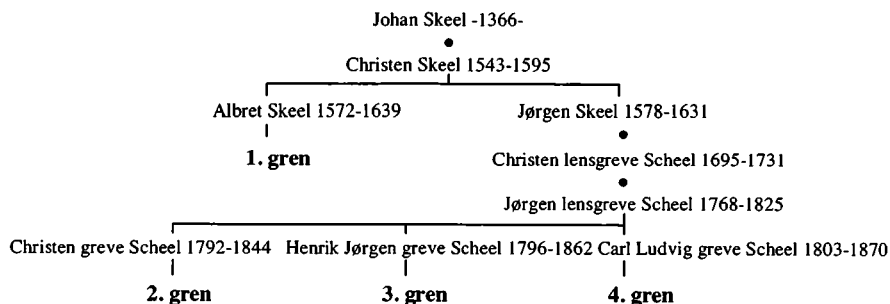 Johan Skeel -1366-
Christen Skeel 1543-1595
Albret Skeel 1572-1639 Jørgen Skeel 1578-1631
1. gren Christen lensgreve Scheel 1695-1731
Jørgen lensgreve Scheel 1768-1825
Christen greve Scheel 1792-1844 Henrik Jørgen greve Scheel 1796-1862 Carl Ludvig greve Scheel 1803-1870
2. gren 3. gren 4. gren